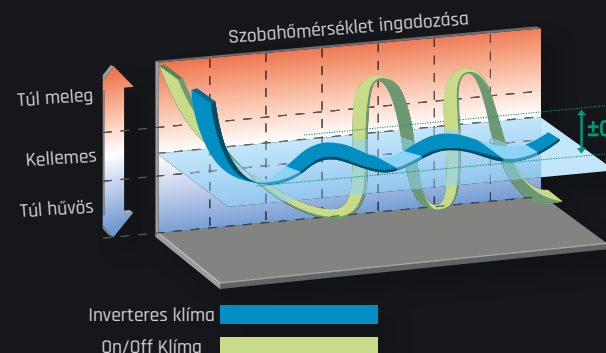 Szobahőmérséklet ingadozása
Túl meleg
Kellemes
Túl hűvös
Inverteres klíma
On/Off Klíma